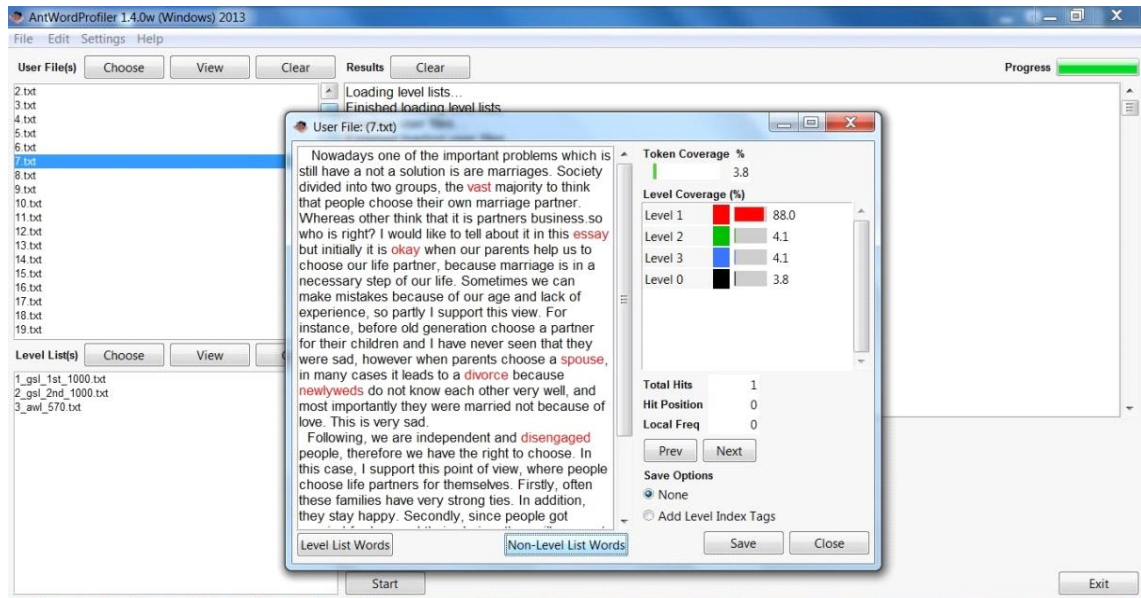 AntWordProfiler 1.4.0w (Windows) 2013
File Edit Settings Help
User File(s) Choose View Clear Results Clear Progress
2.txt
3.txt
4.txt
5.txt
6.txt
7.txt
8.txt
9.txt
10.txt
11.txt
12.txt
13.txt
14.txt
15.txt
16.txt
17.txt
18.txt
19.txt
Level List(s) Choose View
1_gsl_1st_1000.txt
2_gsl_2nd_1000.txt
3_awl_570.txt
Loading level lists...
Finished loading level lists
User File: (7.txt)
Nowadays one of the important problems which is
still have a not a solution is are marriages. Society
divided into two groups, the vast majority to think
that people choose their own marriage partner.
Whereas other think that it is partners business.so
who is right? I would like to tell about it in this essay
but initially it is okay when our parents help us to
choose our life partner, because marriage is in a
necessary step of our life. Sometimes we can
make mistakes because of our age and lack of
experience, so partly I support this view. For
instance, before old generation choose a partner
for their children and I have never seen that they
were sad, however when parents choose a spouse,
in many cases it leads to a divorce because
newlyweds do not know each other very well, and
most importantly they were married not because of
love. This is very sad.
Following, we are independent and disengaged
people, therefore we have the right to choose. In
this case, I support this point of view, where people
choose life partners for themselves. Firstly, often
these families have very strong ties. In addition,
they stay happy. Secondly, since people got
Level List Words Non-Level List Words
Token Coverage %
3.8
Level Coverage (%)
Level 1 88.0
Level 2 4.1
Level 3 4.1
Level 0 3.8
Total Hits 1
Hit Position 0
Local Freq 0
Prev Next
Save Options
None
Add Level Index Tags
Save Close
Start Exit